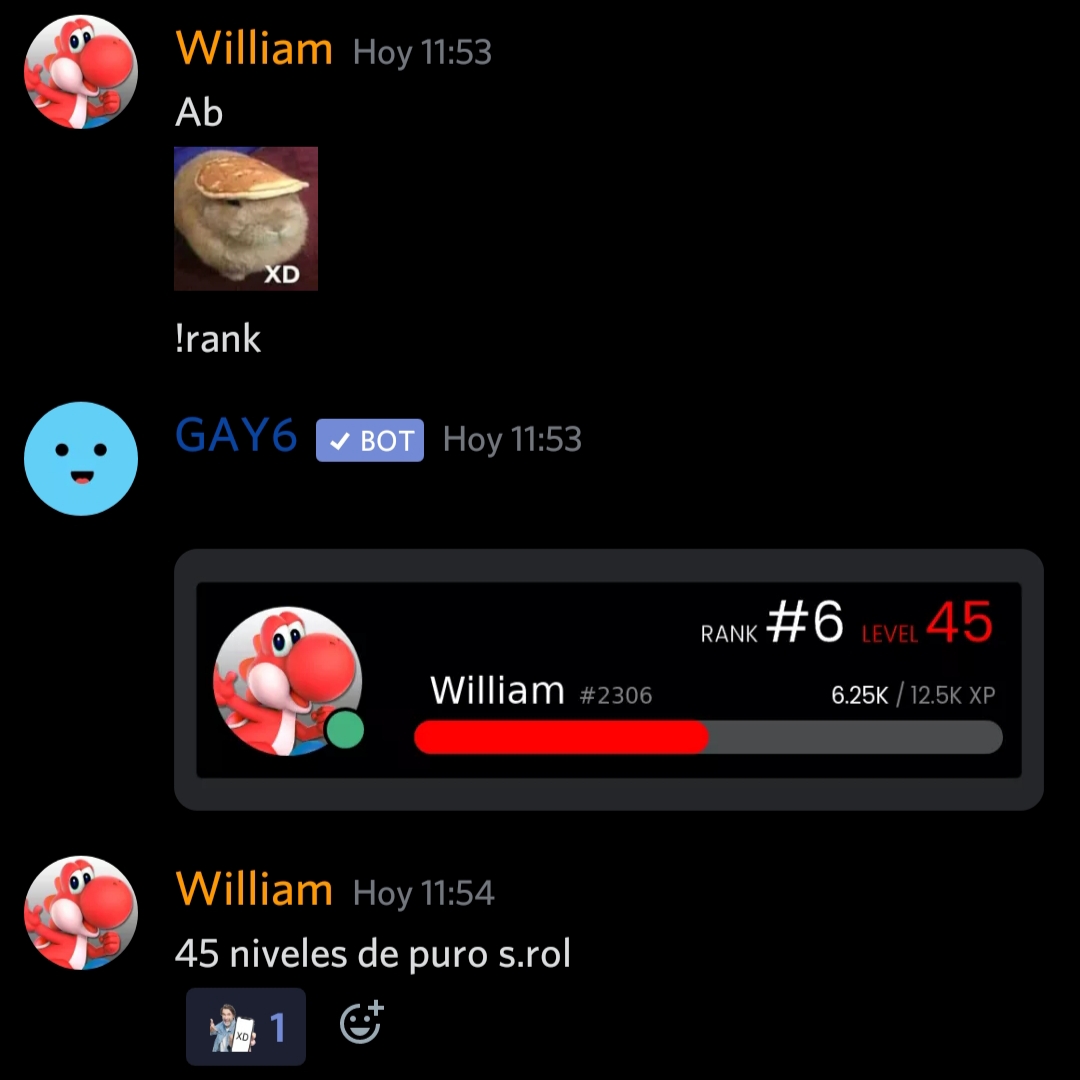 William Hoy 11:53
Ab
XD
!rank
GAY6 ✓ BOT Hoy 11:53
RANK #6 LEVEL 45
William #2306 6.25K / 12.5K XP
William Hoy 11:54
45 niveles de puro s.rol
XD 1